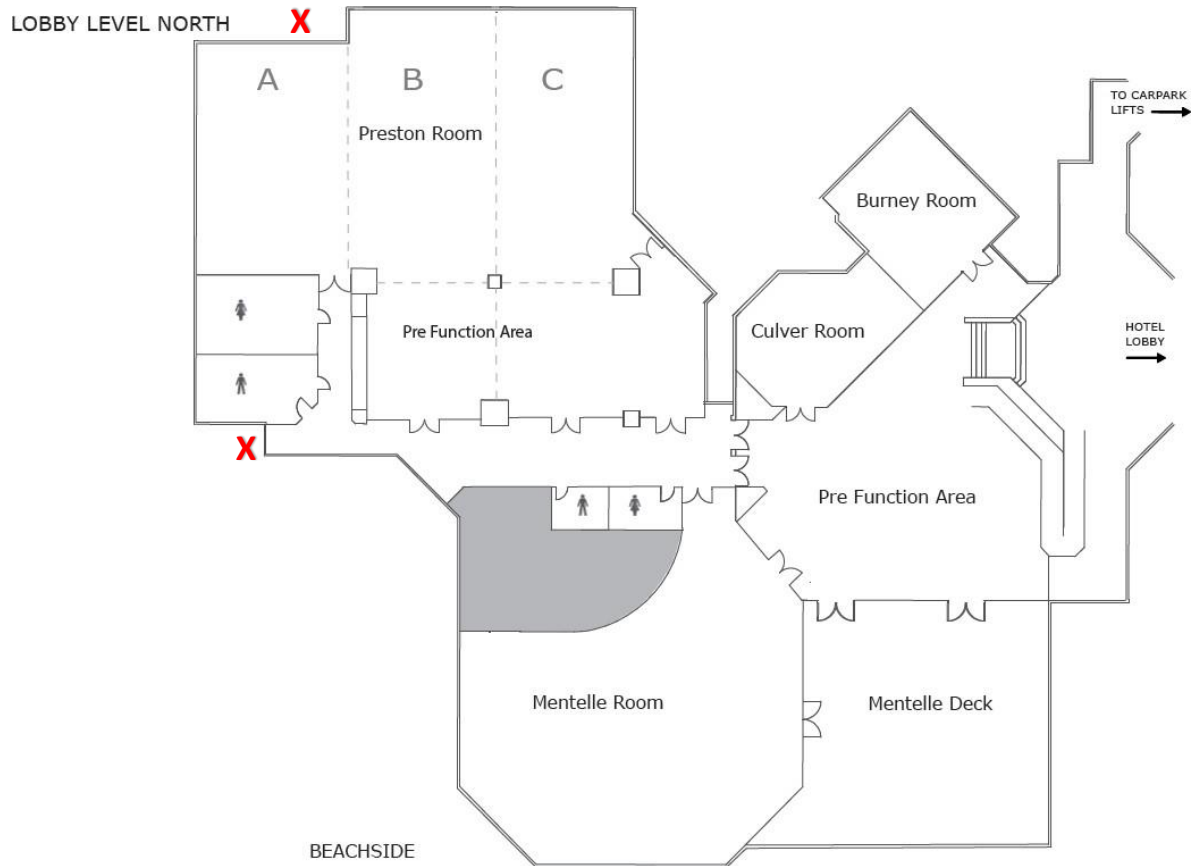 LOBBY LEVEL NORTH
X
A
B
C
Preston Room
TO CARPARK
LIFTS
Burney Room
Pre Function Area
Culver Room
HOTEL
LOBBY
X
Pre Function Area
Mentelle Room
Mentelle Deck
BEACHSIDE